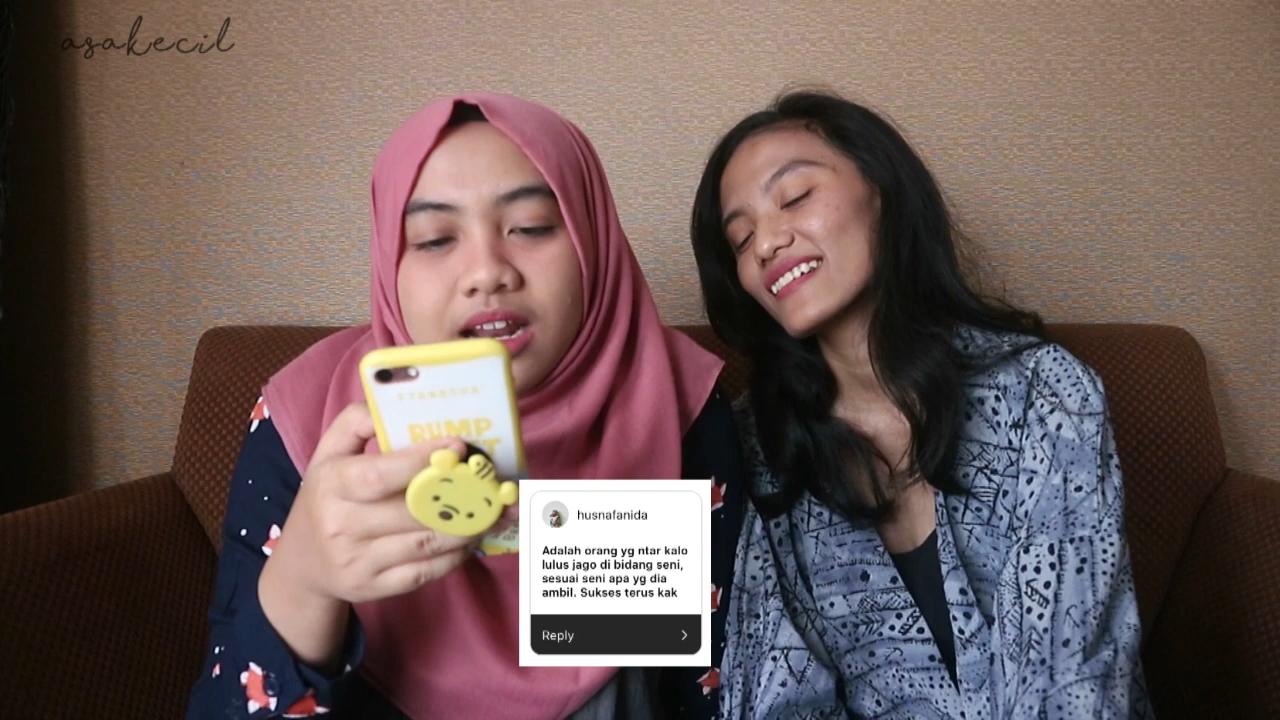 asakecil
BUMP
husnafanida
Adalah orang yg ntar kalo
lulus jago di bidang seni,
sesuai seni apa yg dia
ambil. Sukses terus kak
Reply